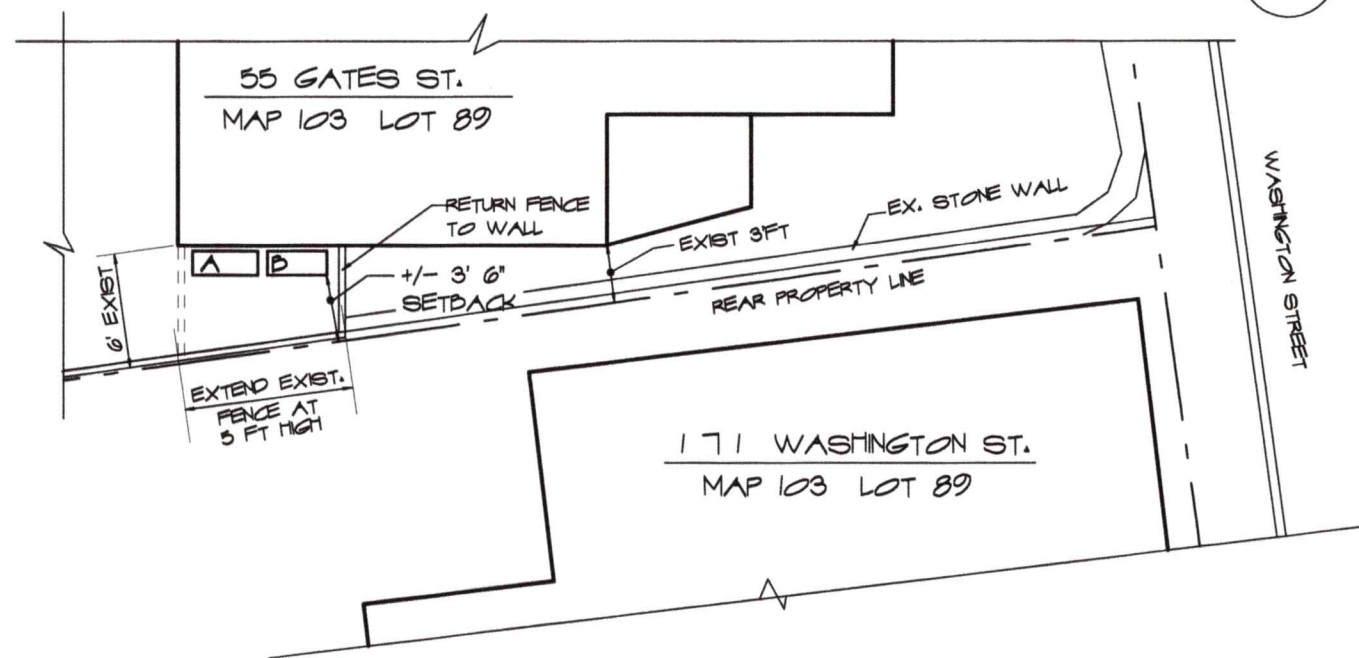 55 GATES ST.
MAP 103 LOT 89
RETURN FENCE
TO WALL
EX. STONE WALL
EXIST 3'FT
A
B
+/- 3' 6"
SETBACK
6' EXIST
REAR PROPERTY LINE
WASHINGTON STREET
EXTEND EXIST.
FENCE AT
5 FT HIGH
171 WASHINGTON ST.
MAP 103 LOT 89